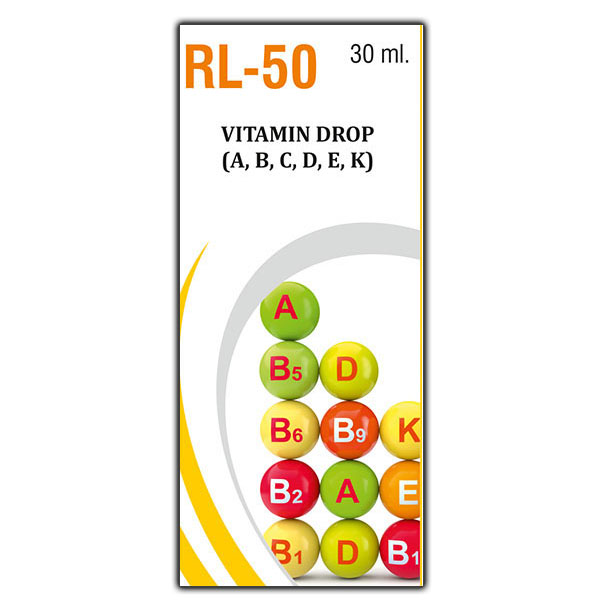 RL-50 30 ml.
VITAMIN DROP
(A, B, C, D, E, K)
A
B5 D
B6 B9 K
B2 A E
B1 D B1